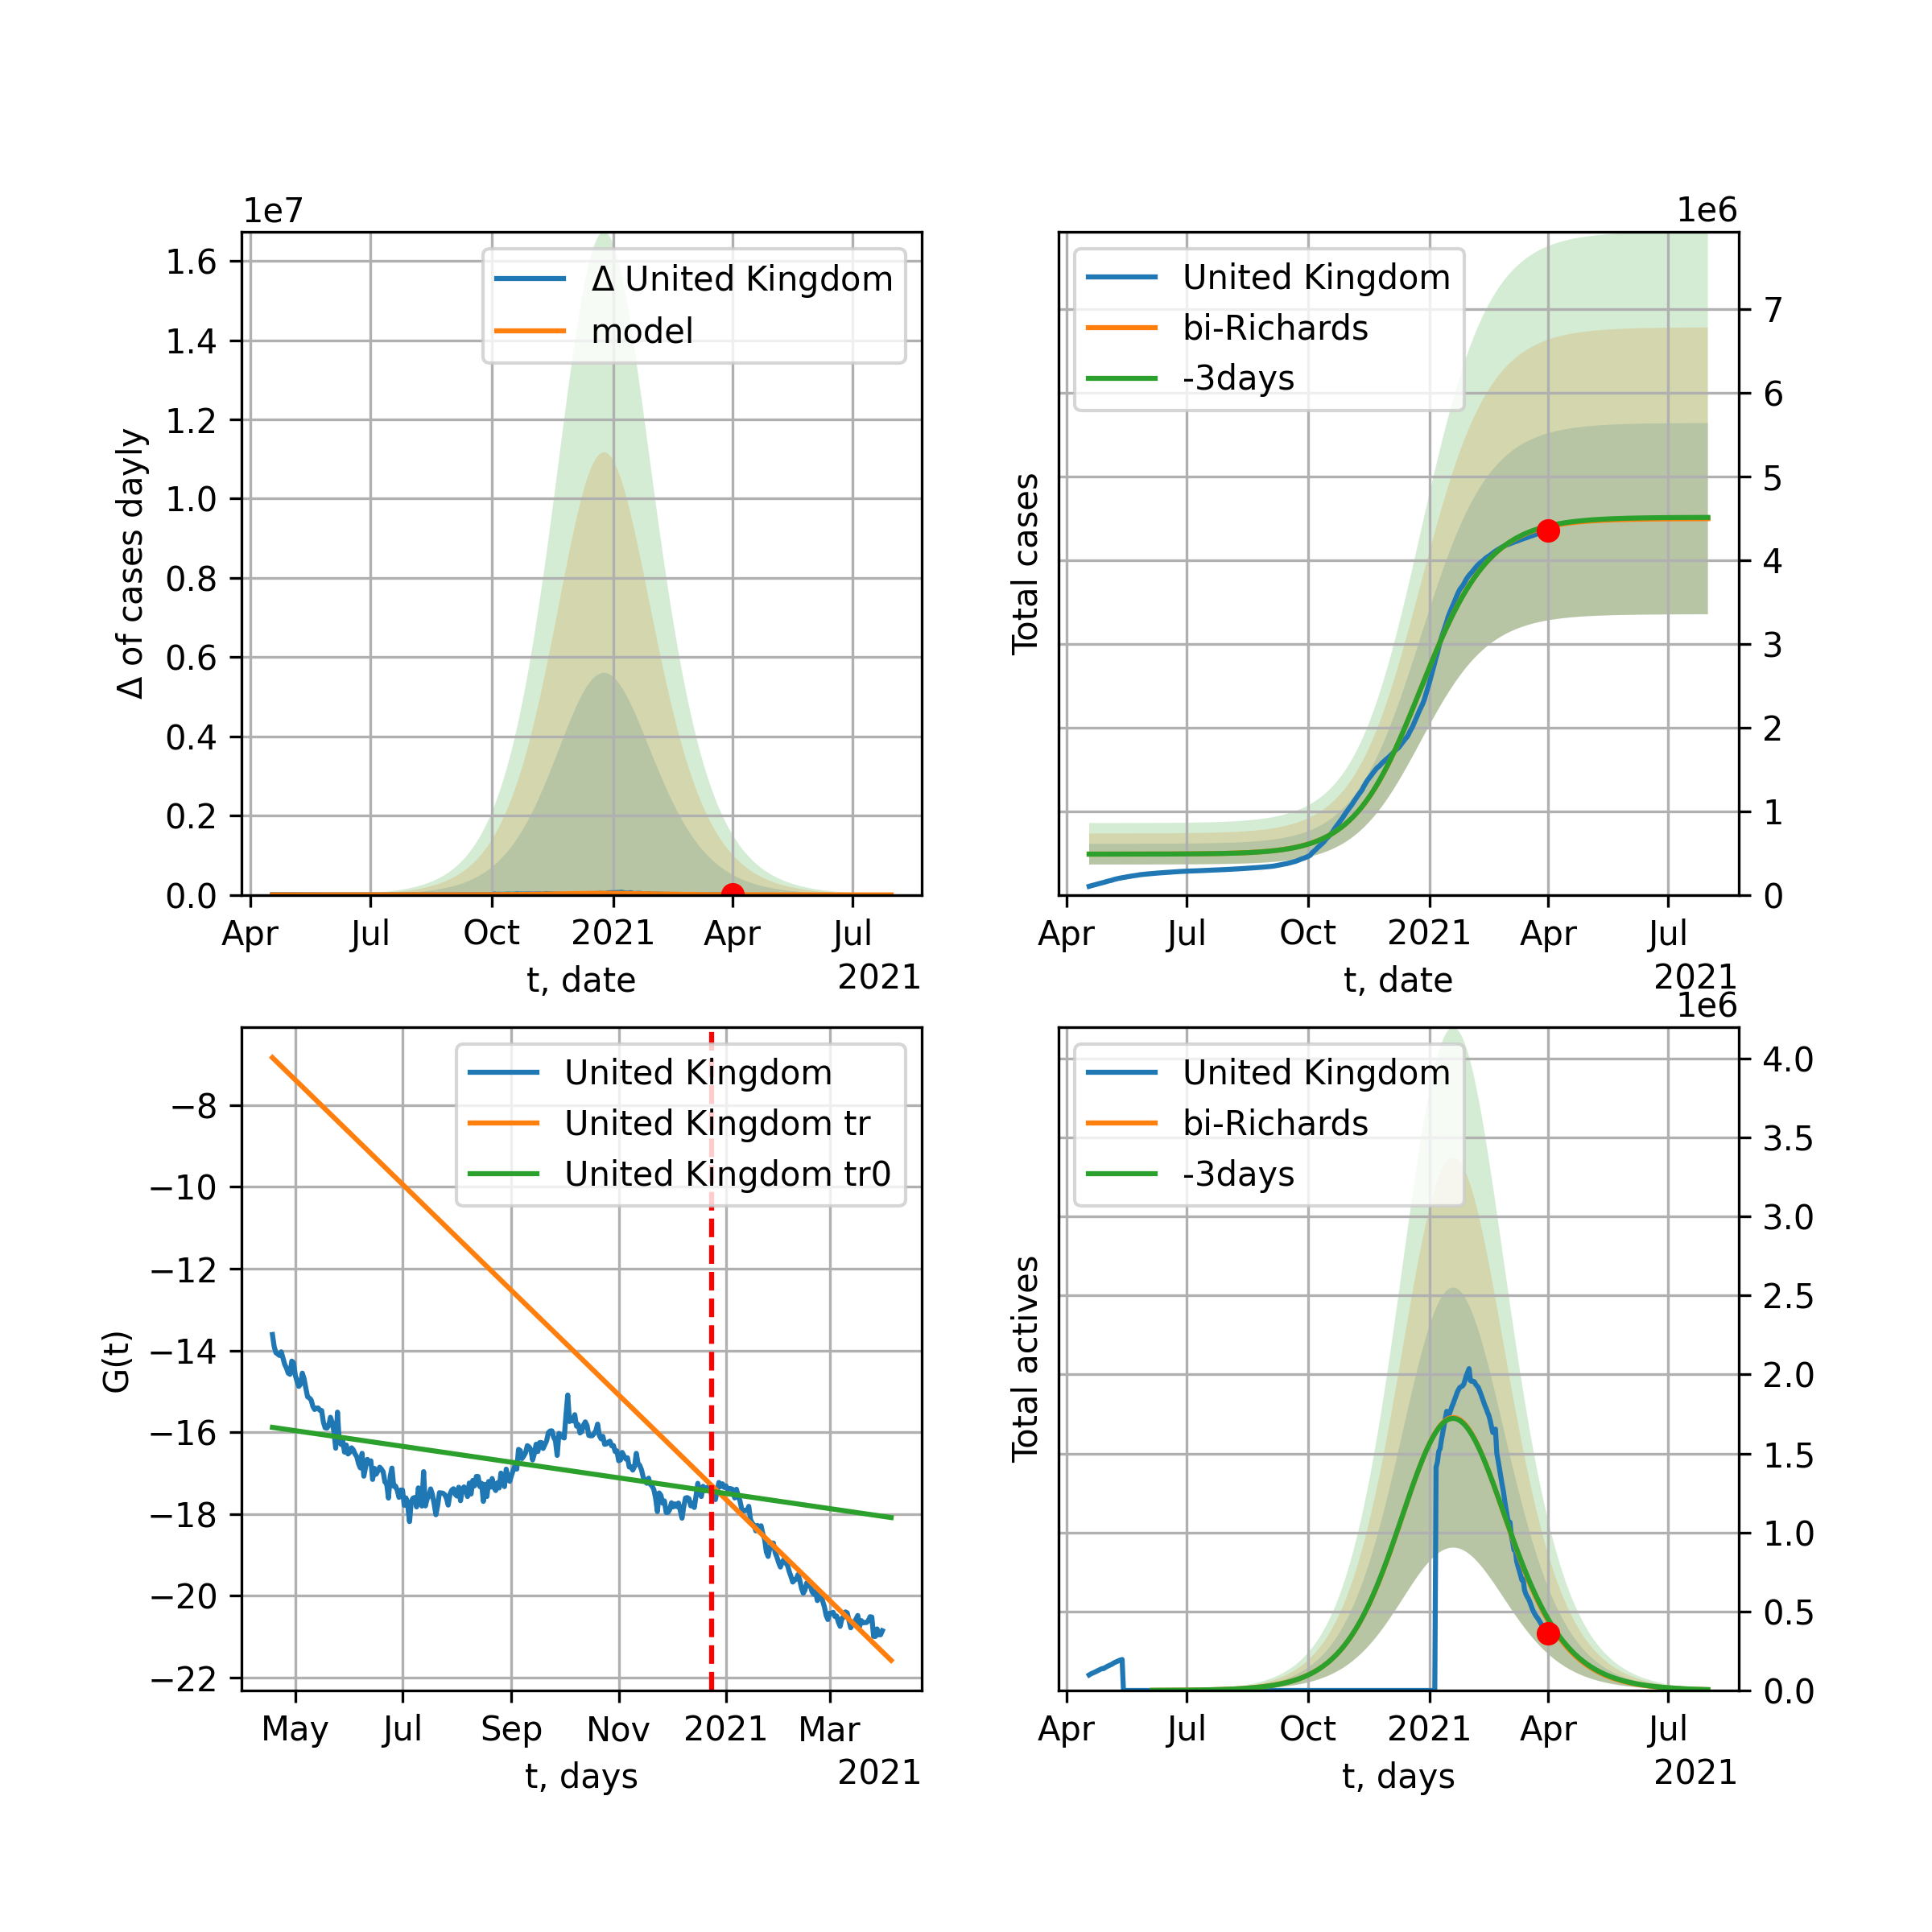 1e7
Δ of cases dayly
1.6
1.4
1.2
1.0
0.8
0.6
0.4
0.2
0.0
Δ United Kingdom
model
Apr Jul Oct 2021 Apr Jul
t, date
2021
1e6
Total cases
United Kingdom
bi-Richards
-3days
7
6
5
4
3
2
1
0
Apr Jul Oct 2021 Apr Jul
t, date
2021
G(t)
−8
−10
−12
−14
−16
−18
−20
−22
United Kingdom
United Kingdom tr
United Kingdom tr0
May Jul Sep Nov 2021 Mar
t, days
2021
1e6
Total actives
United Kingdom
bi-Richards
-3days
4.0
3.5
3.0
2.5
2.0
1.5
1.0
0.5
0.0
Apr Jul Oct 2021 Apr Jul
t, days
2021